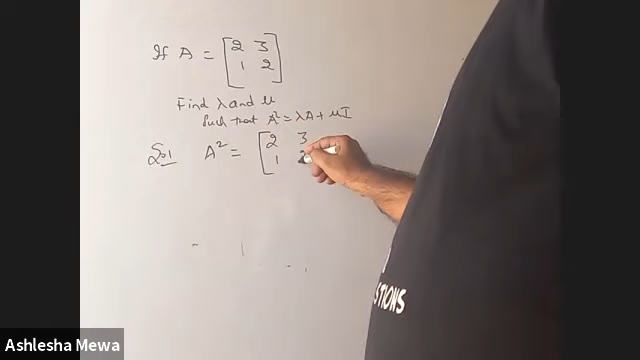 If A = [2 3
1 2]
Find λ and μ
Such that A² = λA + μI
Sol A² = [2 3
1 2
STIONS
Ashlesha Mewa